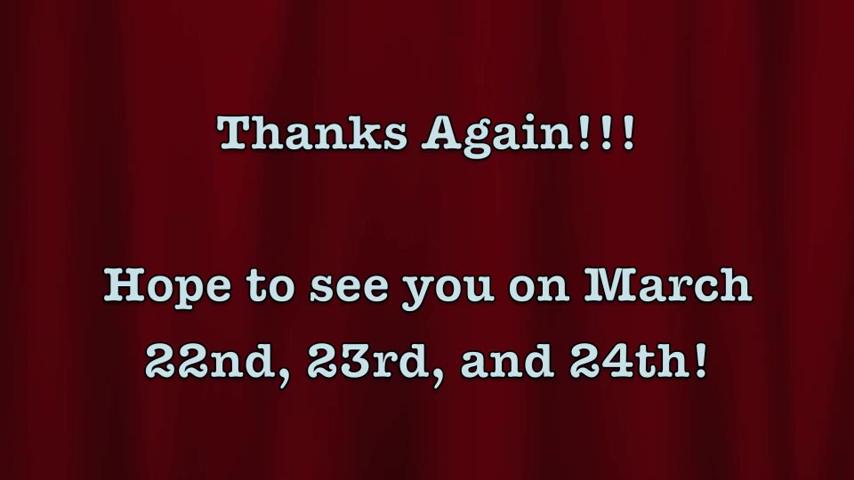 Thanks Again!!!
Hope to see you on March
22nd, 23rd, and 24th!